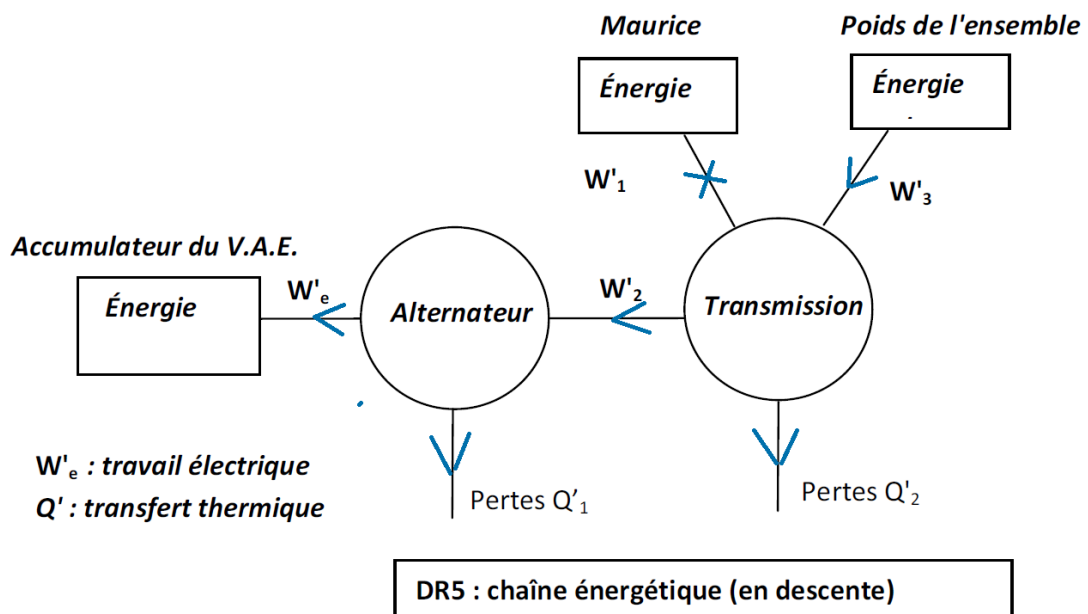 Maurice
Poids de l'ensemble
Énergie
Énergie
W'₁
W'₃
Accumulateur du V.A.E.
Énergie
W'ₑ
Alternateur
W'₂
Transmission
W'ₑ : travail électrique
Q' : transfert thermique
Pertes Q’₁
Pertes Q'₂
DR5 : chaîne énergétique (en descente)